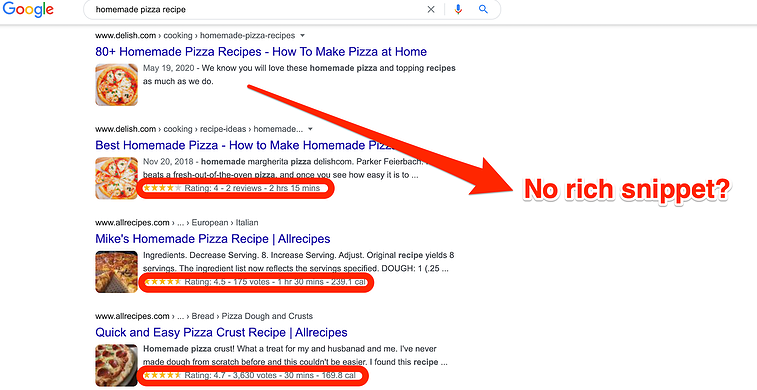 Google
homemade pizza recipe
www.delish.com › cooking › homemade-pizza-recipes
80+ Homemade Pizza Recipes - How To Make Pizza at Home
May 19, 2020 - We know you will love these homemade pizza and topping recipes
as much as we do.
www.delish.com › cooking › recipe-ideas › homemade...
Best Homemade Pizza - How to Make Homemade
Nov 20, 2018 - homemade margherita pizza delishcom. Parker Feierbach.
beats a fresh-out-of-the-oven pizza, and once you see how easy it is to ...
Rating: 4 - 2 reviews - 2 hrs 15 mins
No rich snippet?
www.allrecipes.com › ... › European › Italian
Mike's Homemade Pizza Recipe | Allrecipes
Ingredients. Decrease Serving. 8. Increase Serving. Adjust. Original recipe yields 8
servings. The ingredient list now reflects the servings specified. DOUGH: 1 (.25 ...
Rating: 4.5 - 175 votes - 1 hr 30 mins - 239.1 cal
www.allrecipes.com › ... › Bread › Pizza Dough and Crusts
Quick and Easy Pizza Crust Recipe | Allrecipes
Homemade pizza crust! What a treat for my and husbanad and me. I've never
made dough from scratch before and this couldn't be easier. I found this recipe ...
Rating: 4.7 - 3,630 votes - 30 mins - 169.8 cal